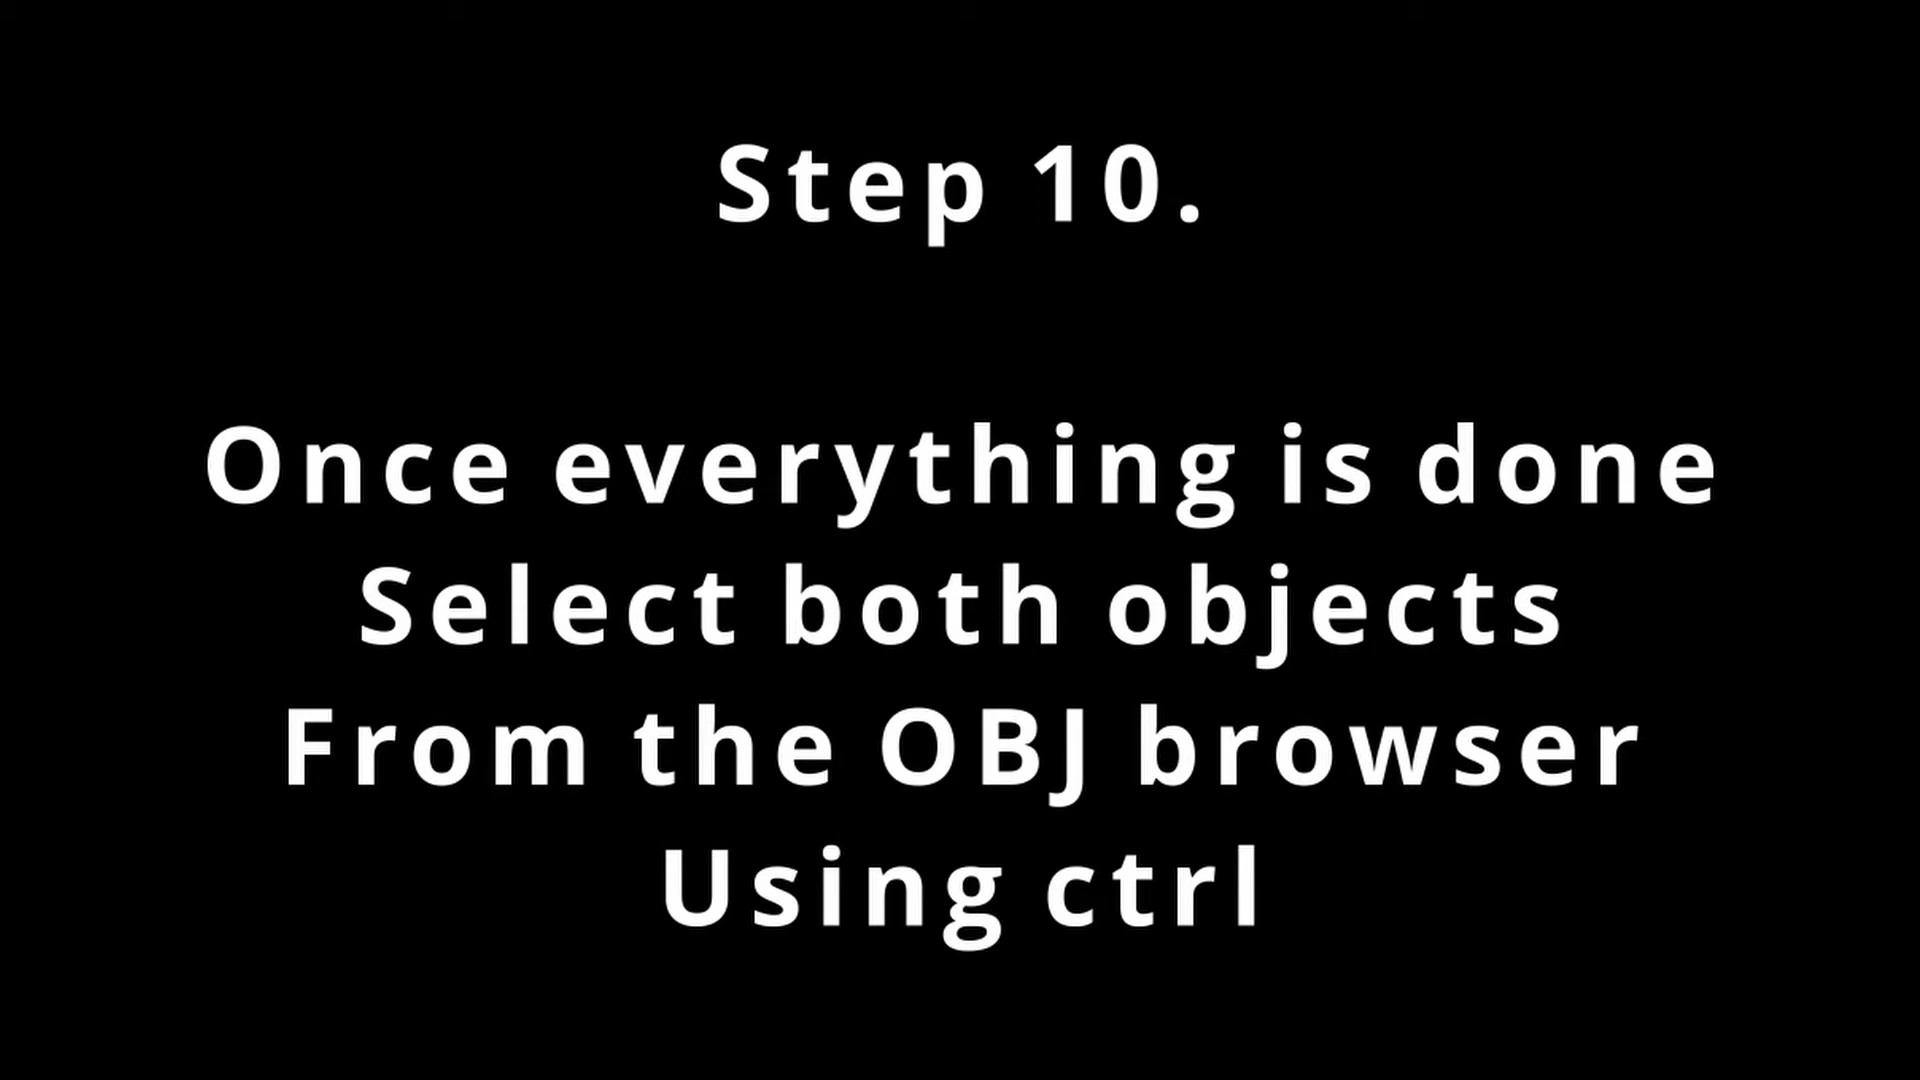 Step 10.
Once everything is done
Select both objects
From the OBJ browser
Using ctrl